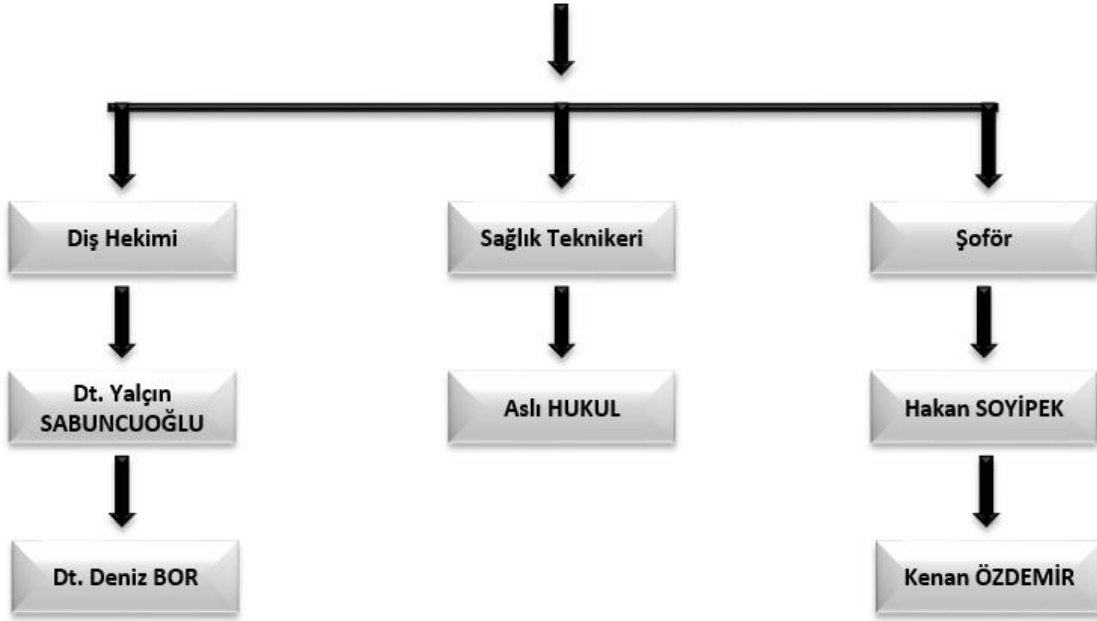 Diş Hekimi
Sağlık Teknikeri
Şoför
Dt. Yalçın
SABUNCUOĞLU
Aslı HUKUL
Hakan SOYİPEK
Dt. Deniz BOR
Kenan ÖZDEMİR